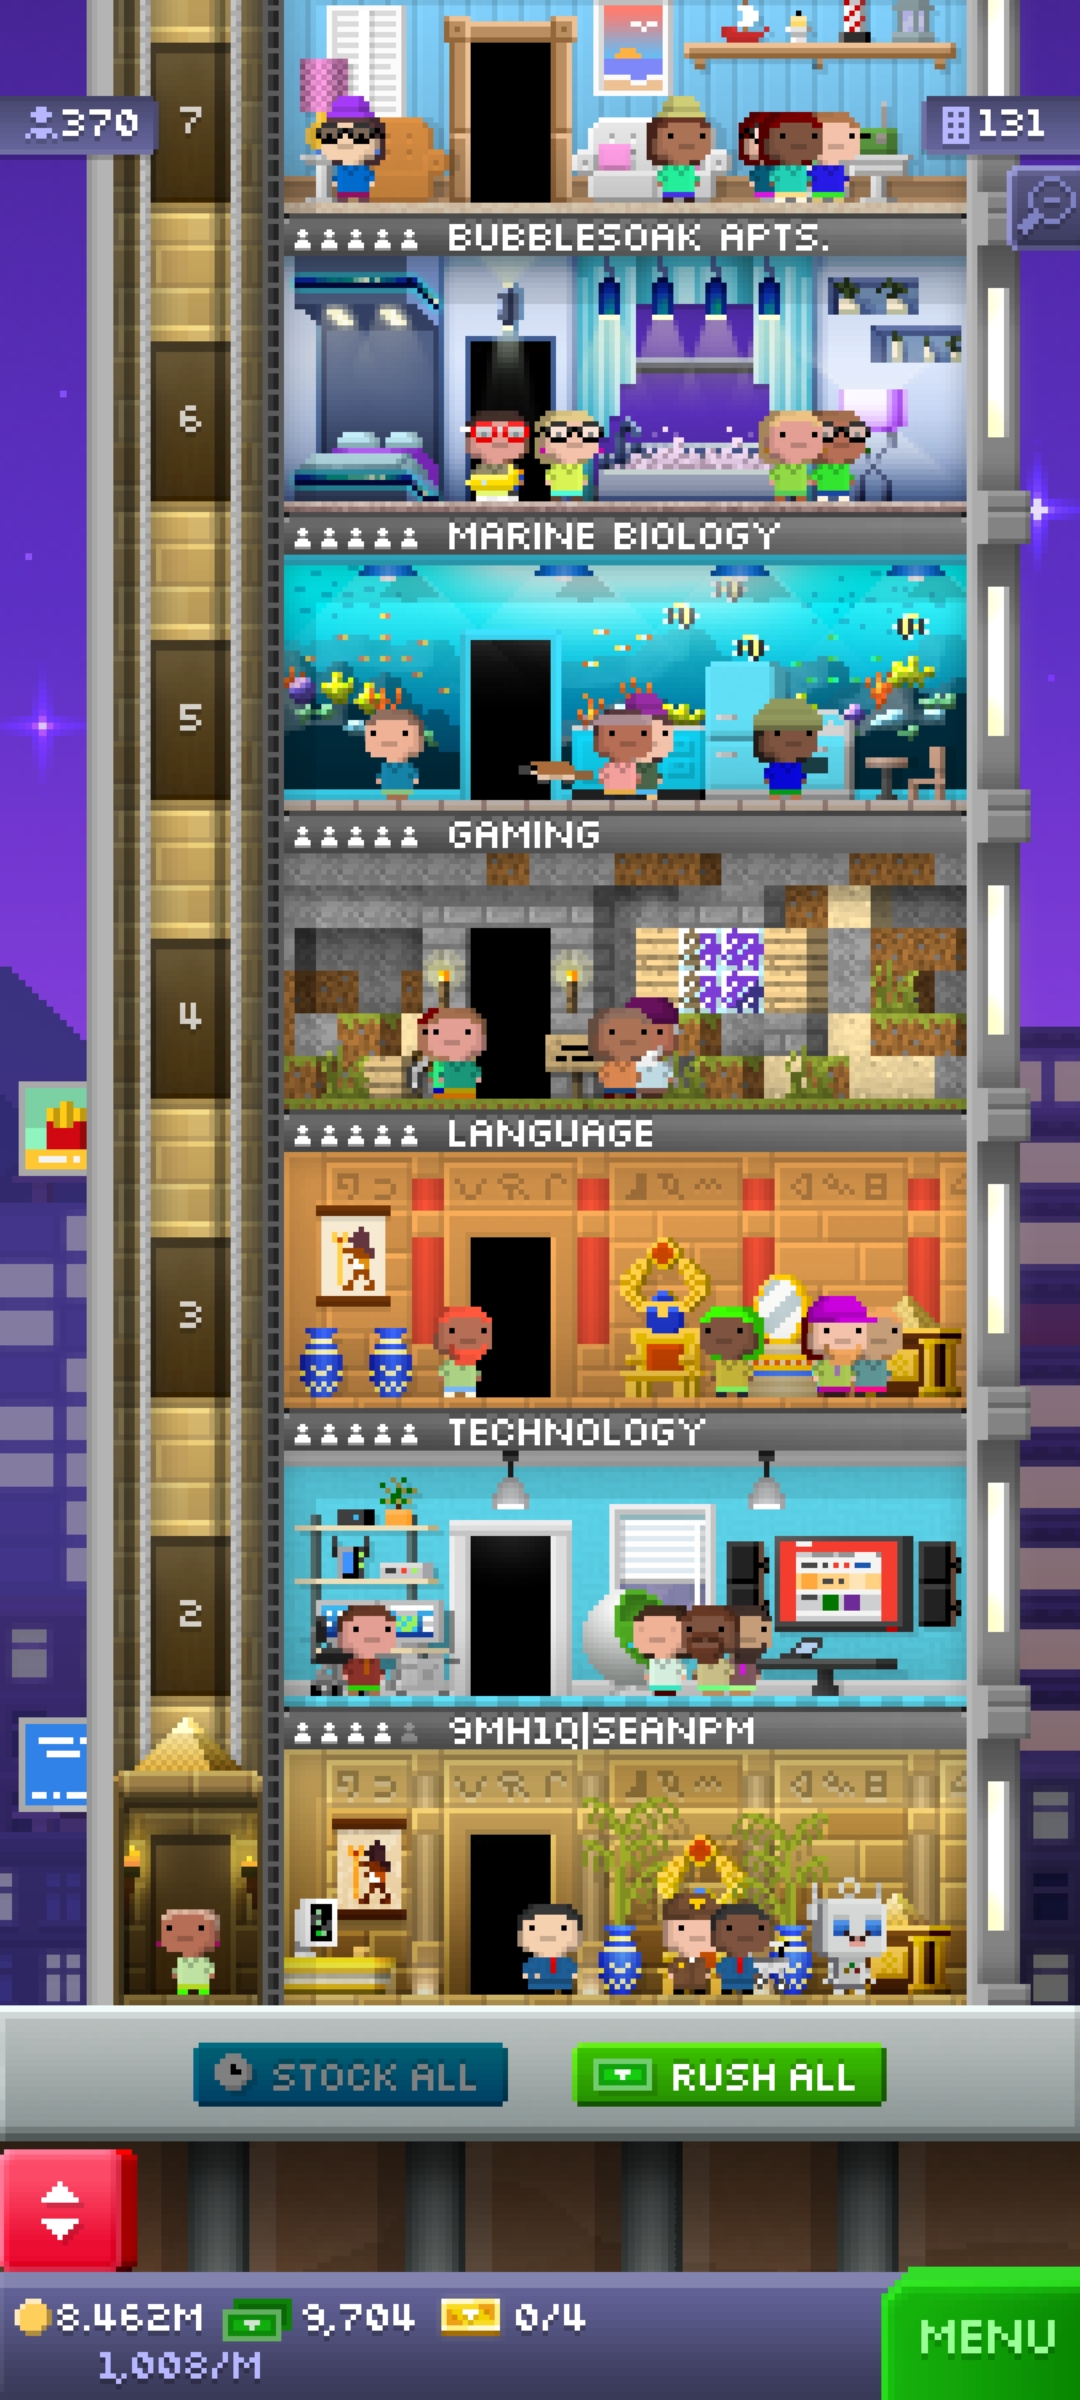 370
7
131
BUBBLESOAK APTS.
6
MARINE BIOLOGY
5
GAMING
4
LANGUAGE
3
TECHNOLOGY
2
9MH1Q|SEANPM
STOCK ALL
RUSH ALL
8.462M
9,704
0/4
1,008/M
MENU